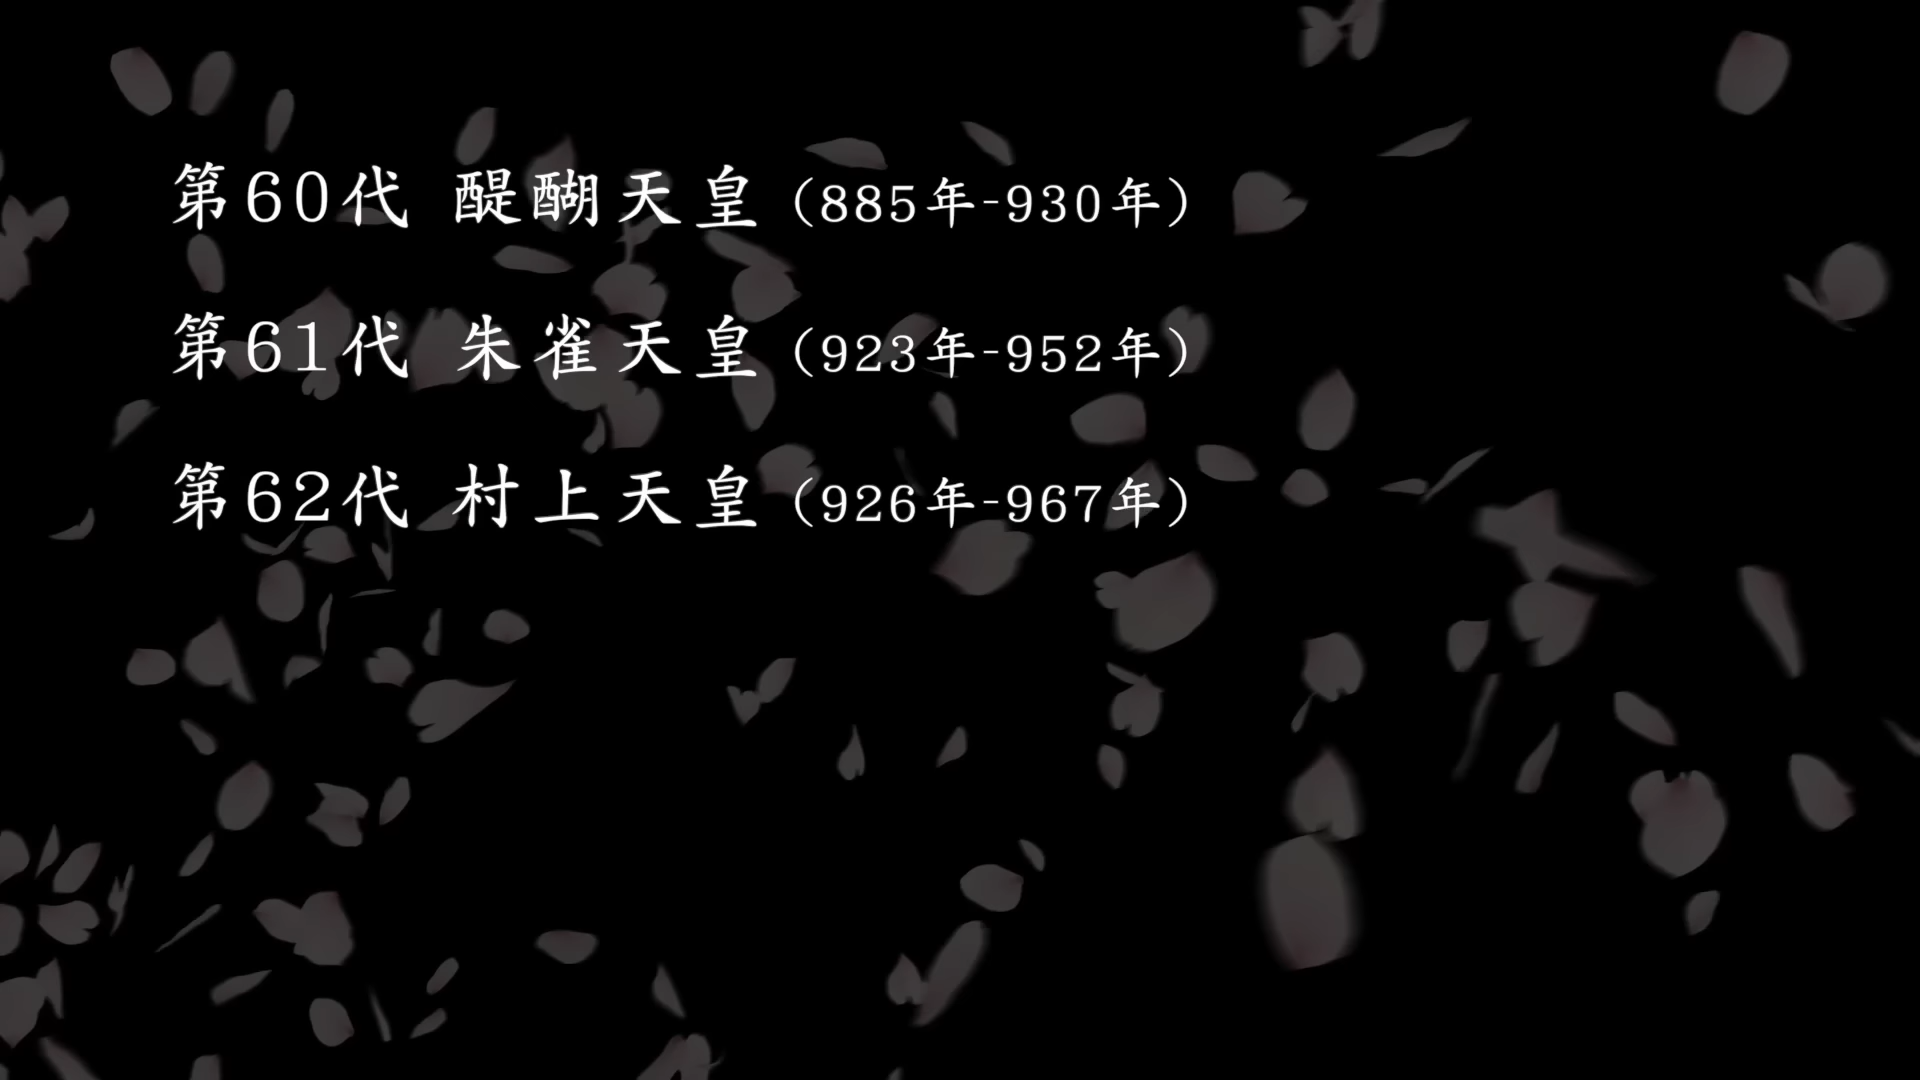 第60代 醍醐天皇（885年-930年）
第61代 朱雀天皇（923年-952年）
第62代 村上天皇（926年-967年）